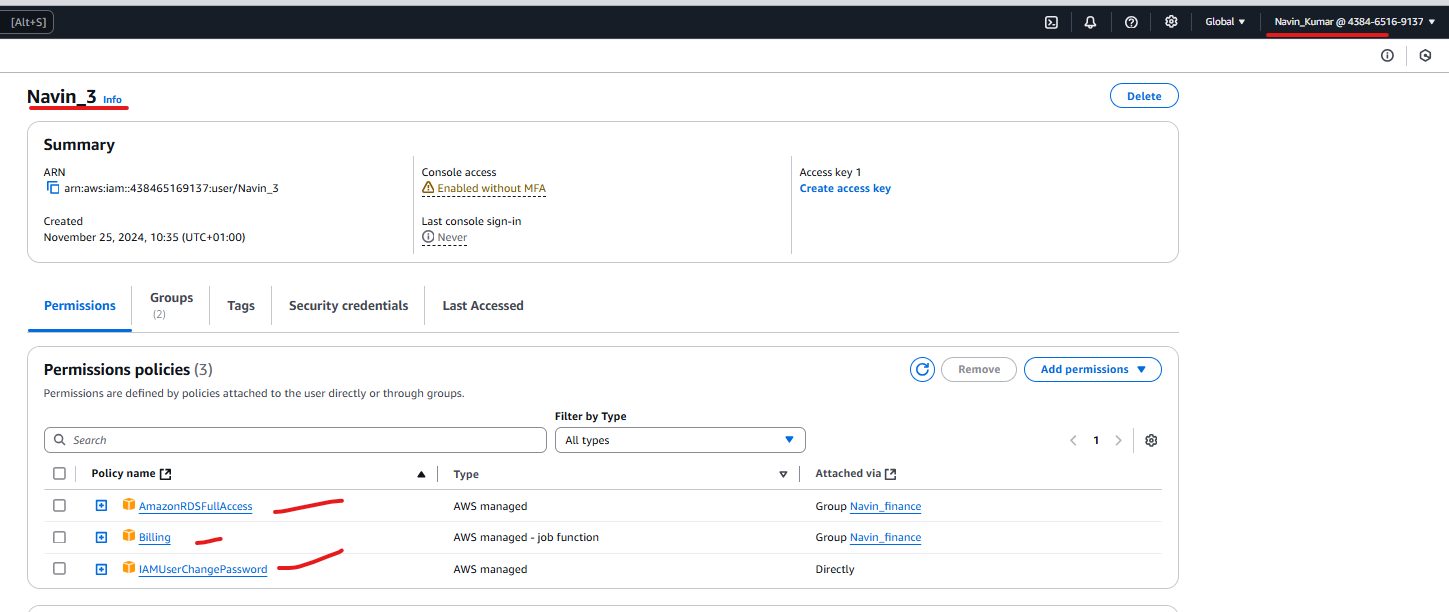 [Alt+S] Global Navin_Kumar @ 4384-6516-9137
Navin_3 Info Delete
Summary
ARN Console access Access key 1
arn:aws:iam::438465169137:user/Navin_3 Enabled without MFA Create access key
Created Last console sign-in
November 25, 2024, 10:35 (UTC+01:00) Never
Permissions Groups (2) Tags Security credentials Last Accessed
Permissions policies (3) Remove Add permissions
Permissions are defined by policies attached to the user directly or through groups.
Filter by Type
Search All types 1
Policy name Type Attached via
AmazonRDSFullAccess AWS managed Group Navin_finance
Billing AWS managed - job function Group Navin_finance
IAMUserChangePassword AWS managed Directly